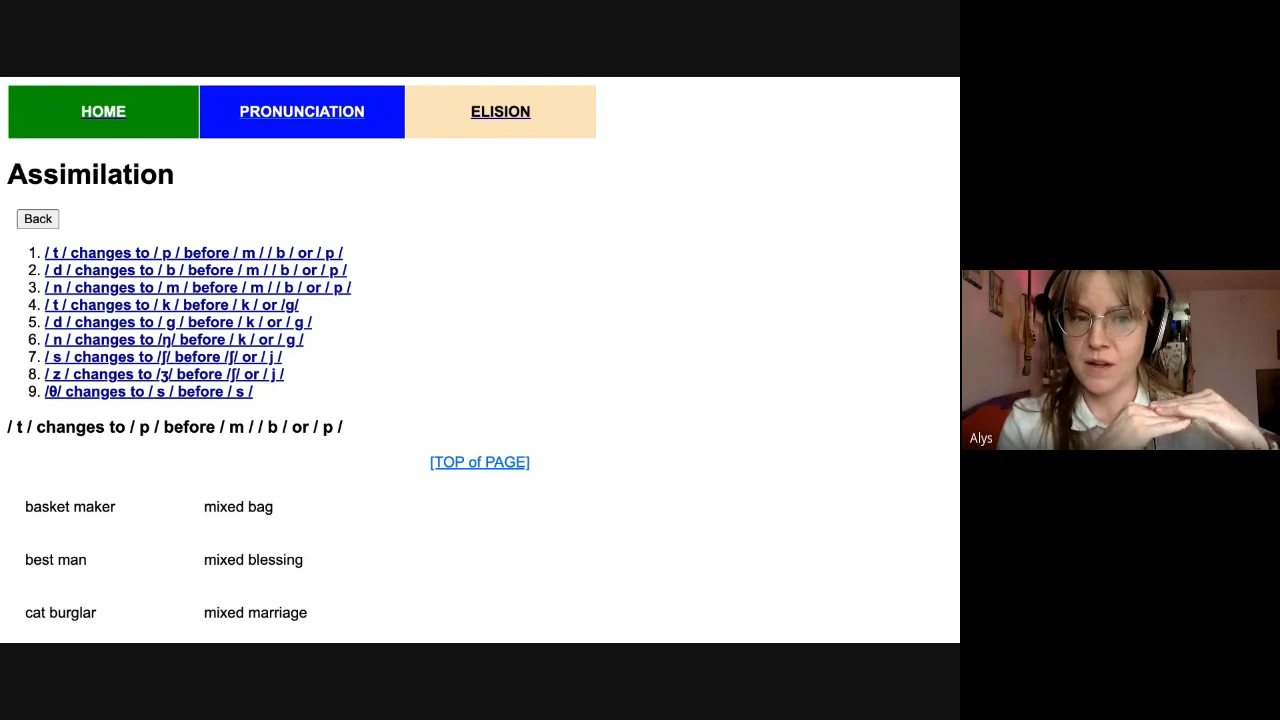 HOME PRONUNCIATION ELISION
Assimilation
Back
1. / t / changes to / p / before / m / / b / or / p /
2. / d / changes to / b / before / m / / b / or / p /
3. / n / changes to / m / before / m / / b / or / p /
4. / t / changes to / k / before / k / or /g/
5. / d / changes to / g / before / k / or / g /
6. / n / changes to /ŋ/ before / k / or / g /
7. / s / changes to /ʃ/ before /ʃ/ or / j /
8. / z / changes to /ʒ/ before /ʃ/ or / j /
9. /θ/ changes to / s / before / s /
/ t / changes to / p / before / m / / b / or / p /
[TOP of PAGE]
basket maker mixed bag
best man mixed blessing
cat burglar mixed marriage
Alys